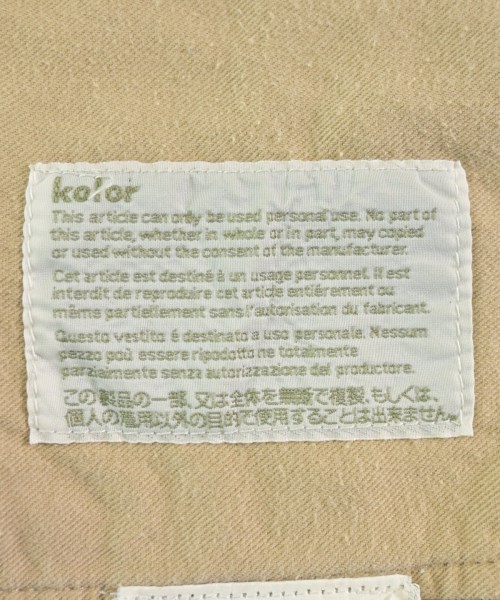 kolor
This article can only be used personal use. No part of
this article, whether in whole or in part, may copied
or used without the consent of the manufacturer.
Cet article est destiné à un usage personnel. Il est
interdit de reproduire cet article entiérement ou
même partiellement sans l'autorisation du fabricant.
Questo vestito é destinato a uso personale. Nessum
pezzo poù essere ripodotto ne totalmente
parzialmente senza autorizzazione del productore.
この製品の一部、又は全体を無断で複製、もしくは、
個人の着用以外の目的で使用することは出来ません。